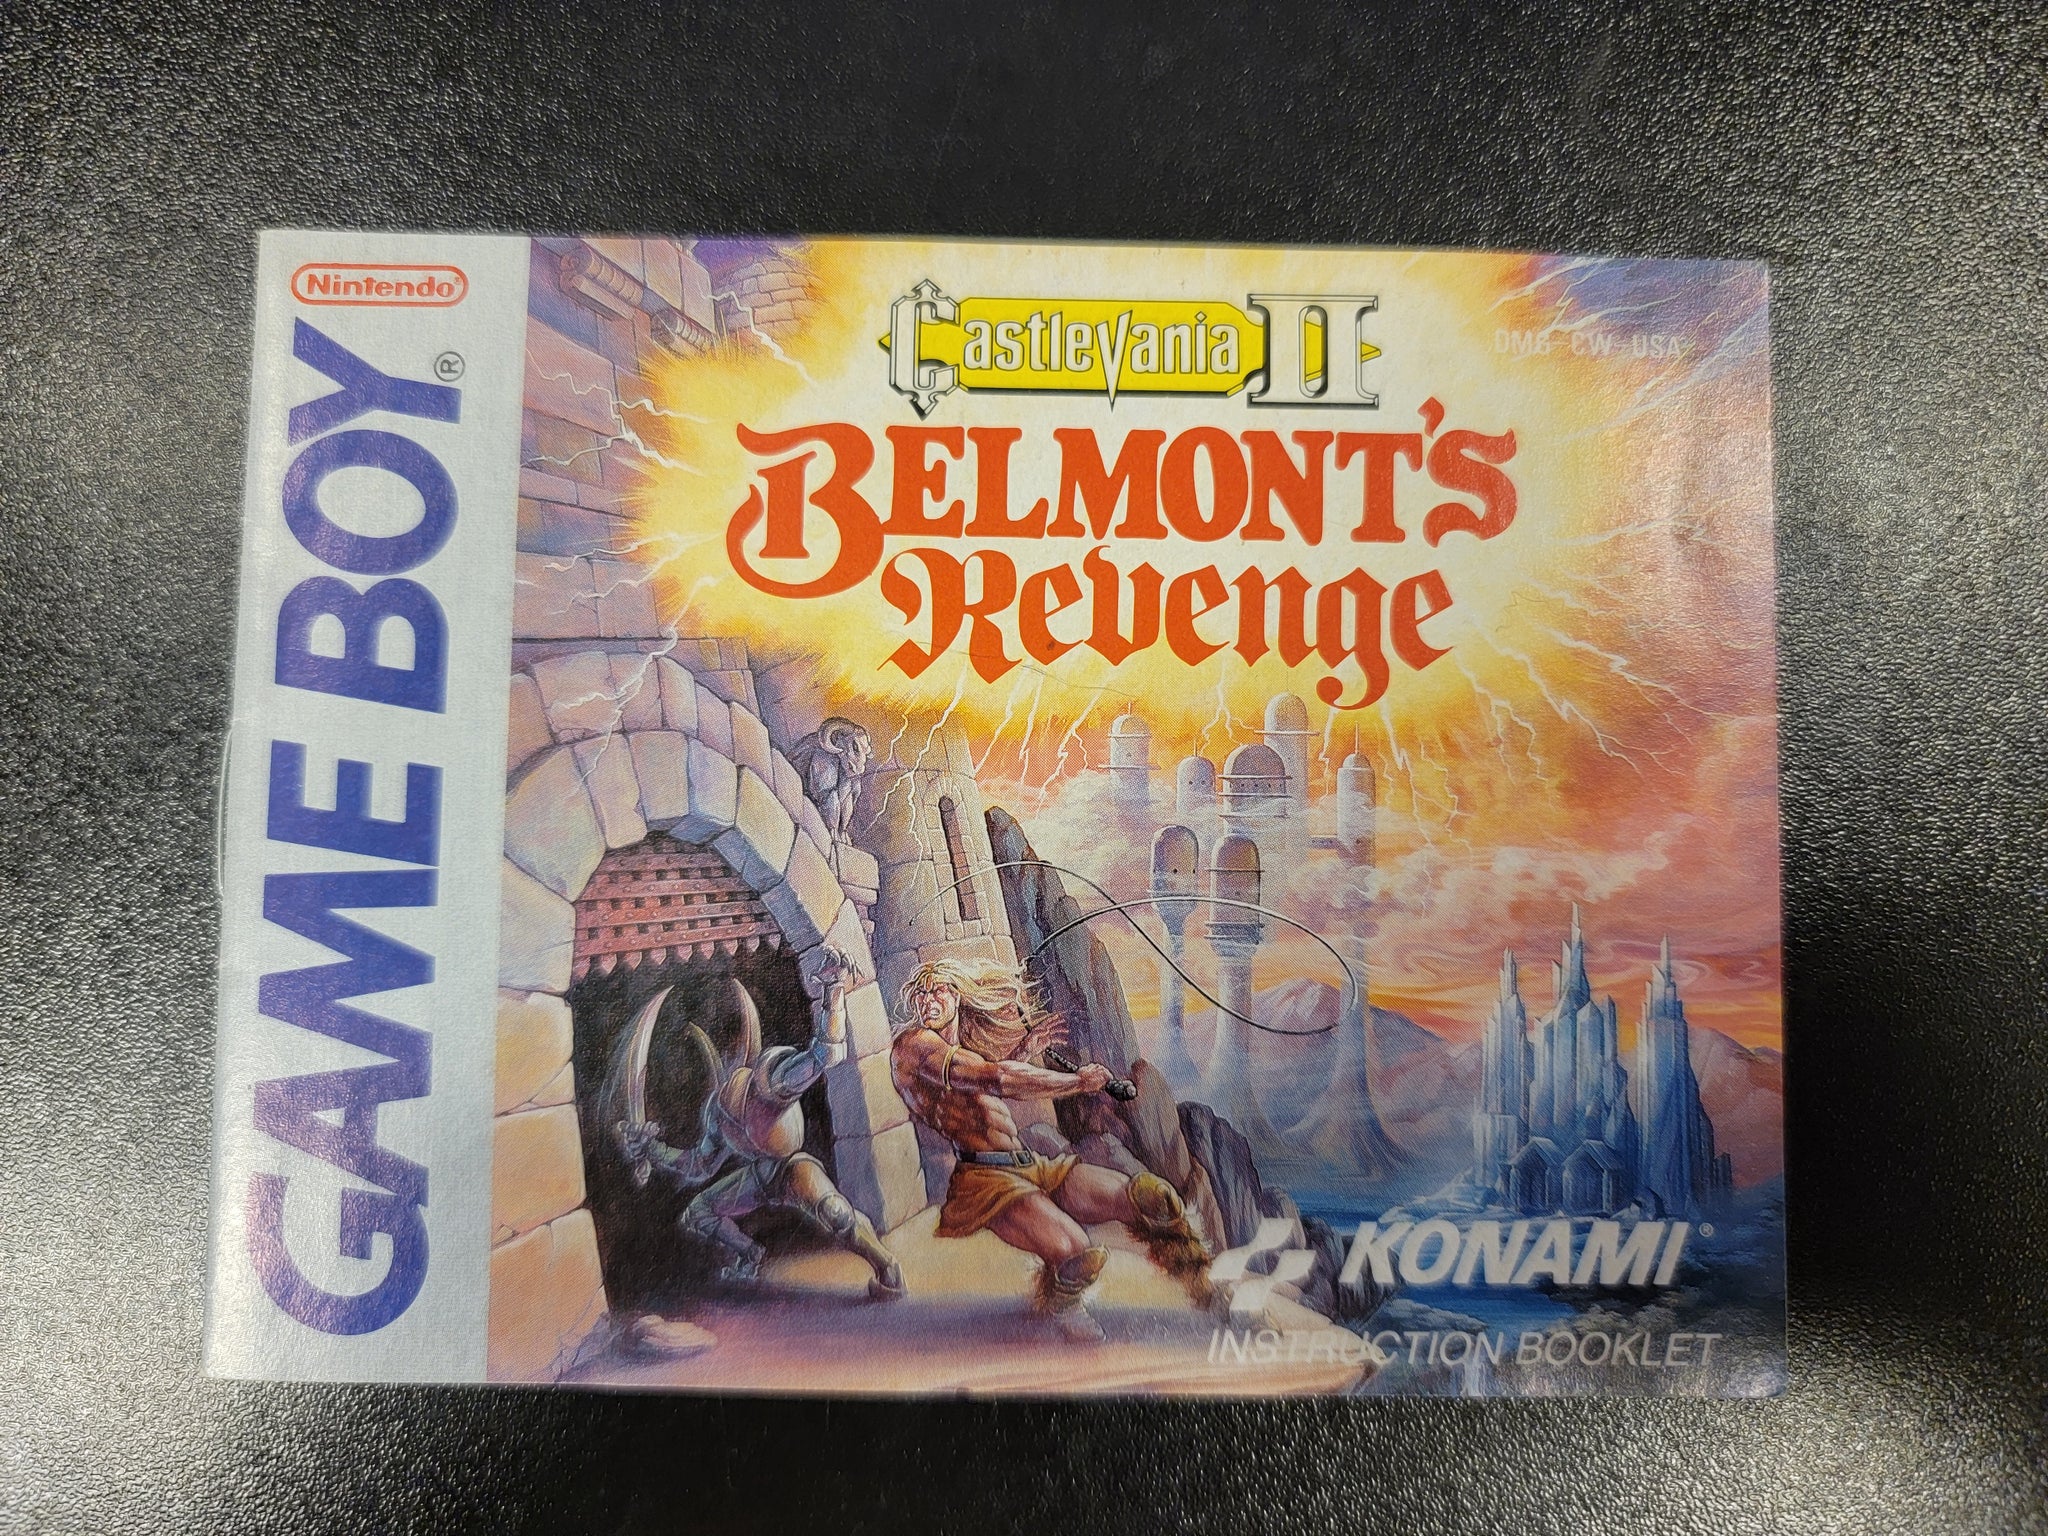 Nintendo®
GAME BOY®
Castlevania II
DMG-CW-USA
BELMONT'S
Revenge
KONAMI®
INSTRUCTION BOOKLET